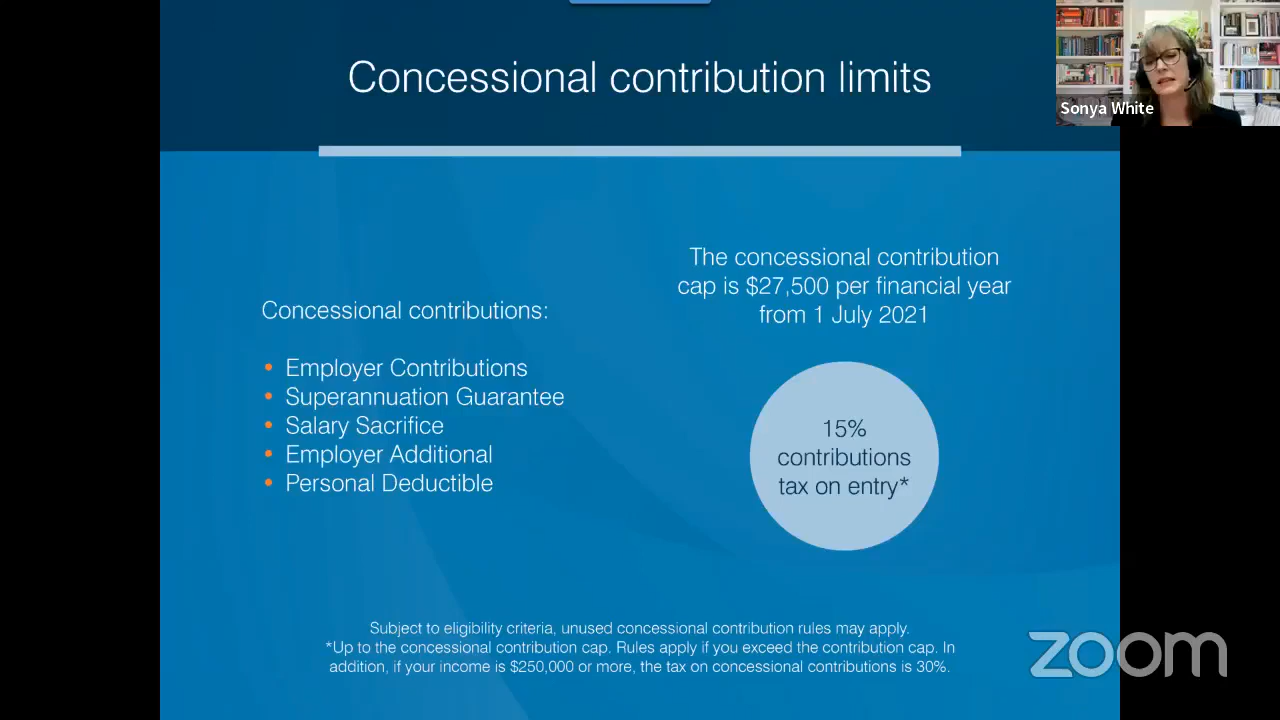 Concessional contribution limits
Sonya White
The concessional contribution
cap is $27,500 per financial year
from 1 July 2021
Concessional contributions:
• Employer Contributions
• Superannuation Guarantee
• Salary Sacrifice
• Employer Additional
• Personal Deductible
15%
contributions
tax on entry*
Subject to eligibility criteria, unused concessional contribution rules may apply.
*Up to the concessional contribution cap. Rules apply if you exceed the contribution cap. In
addition, if your income is $250,000 or more, the tax on concessional contributions is 30%.
zoom